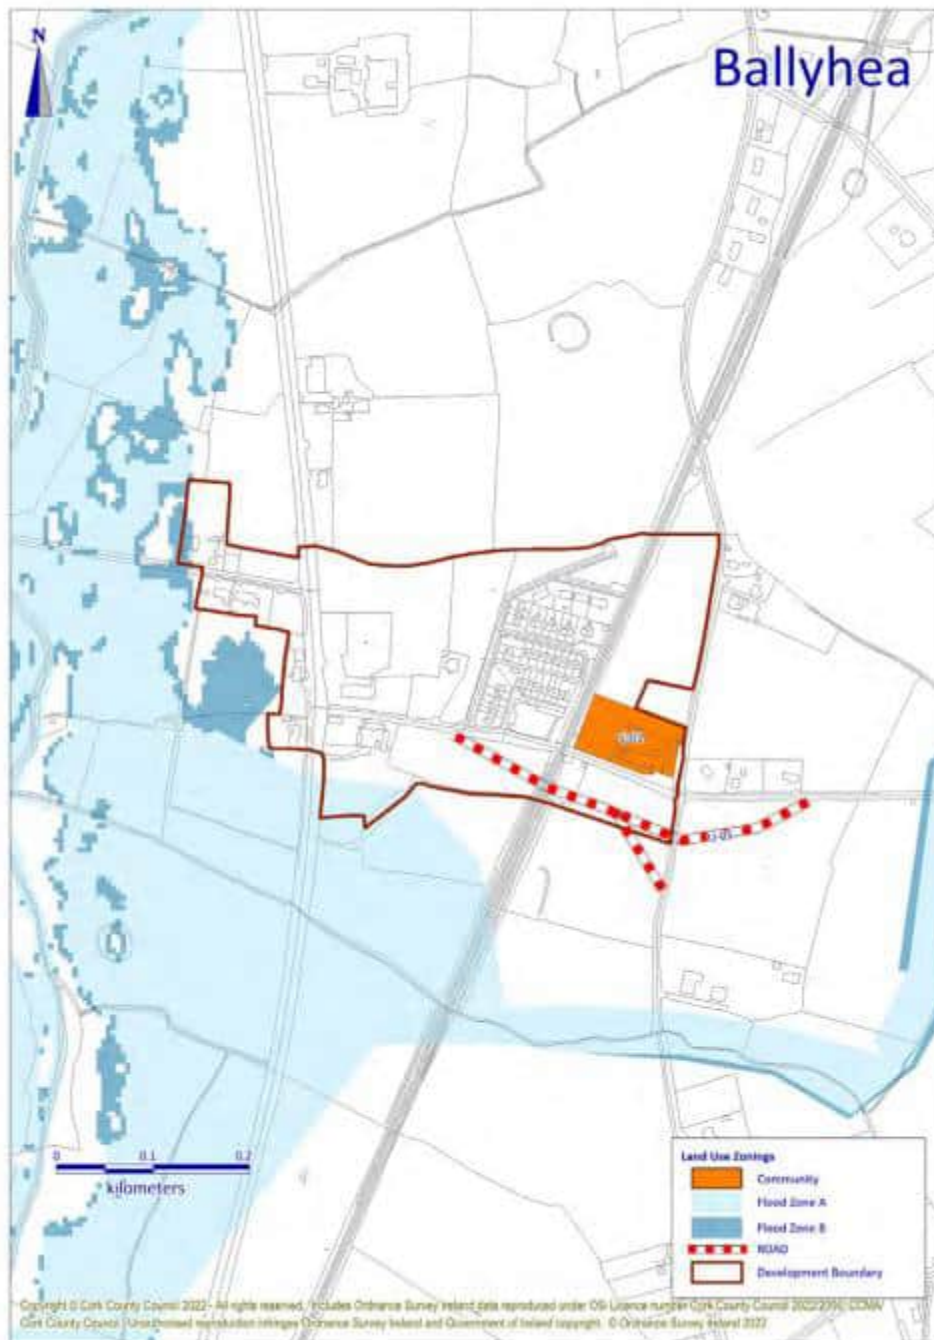 N
Ballyhea
0 0.1 0.2
kilometers
Land Use Zonings
Community
Flood Zone A
Flood Zone B
ROAD
Development Boundary
Copyright © Cork County Council 2022 - All rights reserved. Includes Ordnance Survey Ireland data reproduced under OSi Licence number Cork County Council
Cork County Council. Unauthorised reproduction infringes Ordnance Survey Ireland and Government of Ireland copyright. © Ordnance Survey Ireland 2022